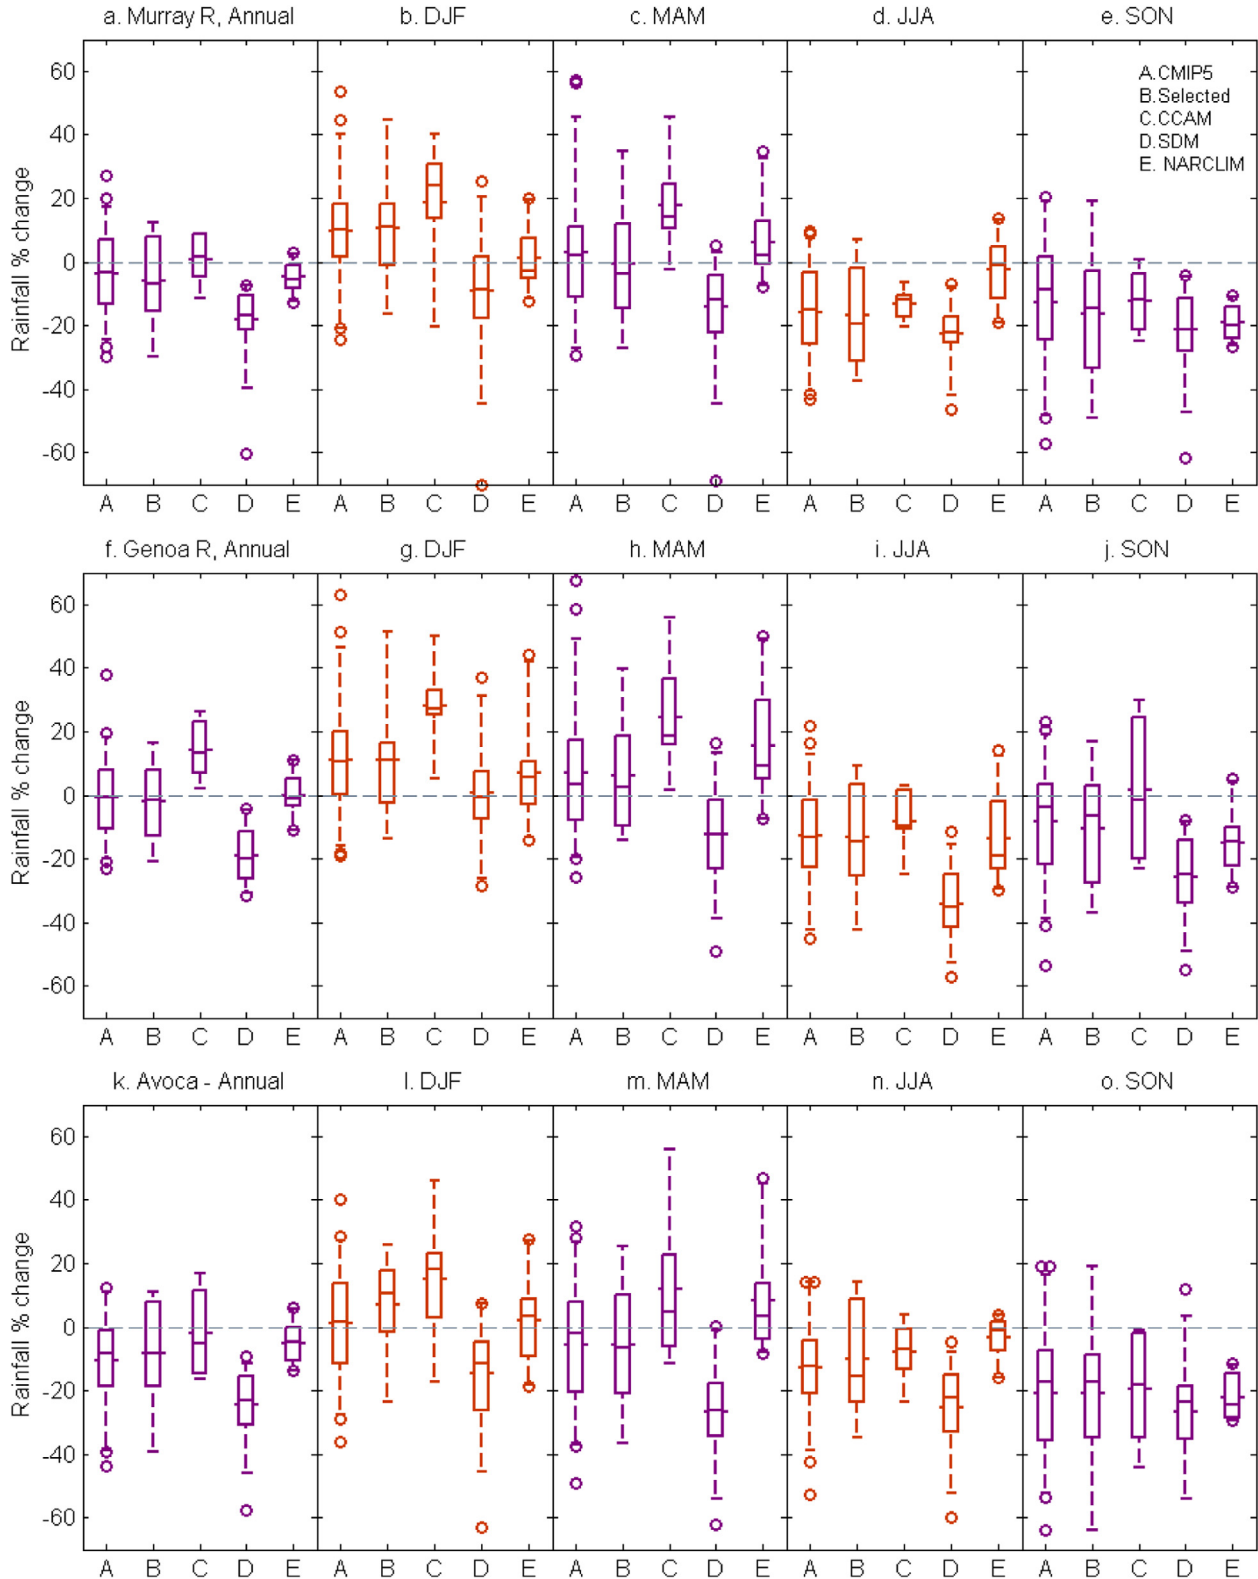 a. Murray R, Annual
b. DJF
c. MAM
d. JJA
e. SON
A.CMIP5
B.Selected
C.CCAM
D.SDM
E. NARCLIM
Rainfall % change
60
40
20
0
-20
-40
-60
A B C D E A B C D E A B C D E A B C D E A B C D E
f. Genoa R, Annual
g. DJF
h. MAM
i. JJA
j. SON
Rainfall % change
60
40
20
0
-20
-40
-60
A B C D E A B C D E A B C D E A B C D E A B C D E
k. Avoca - Annual
l. DJF
m. MAM
n. JJA
o. SON
Rainfall % change
60
40
20
0
-20
-40
-60
A B C D E A B C D E A B C D E A B C D E A B C D E